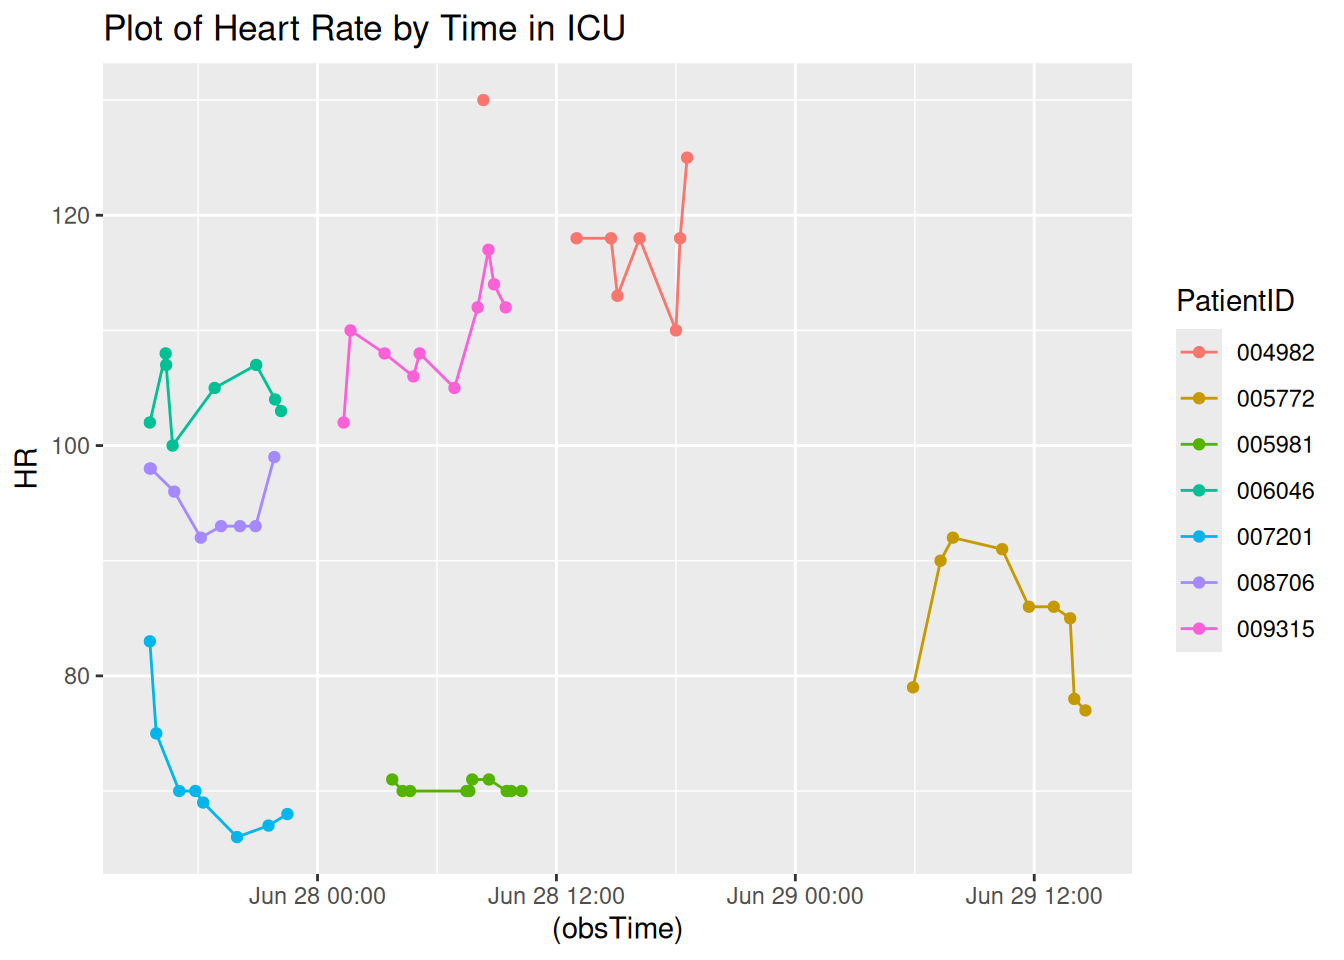 Plot of Heart Rate by Time in ICU
HR
120
100
80
Jun 28 00:00
Jun 28 12:00
Jun 29 00:00
Jun 29 12:00
(obsTime)
PatientID
004982
005772
005981
006046
007201
008706
009315